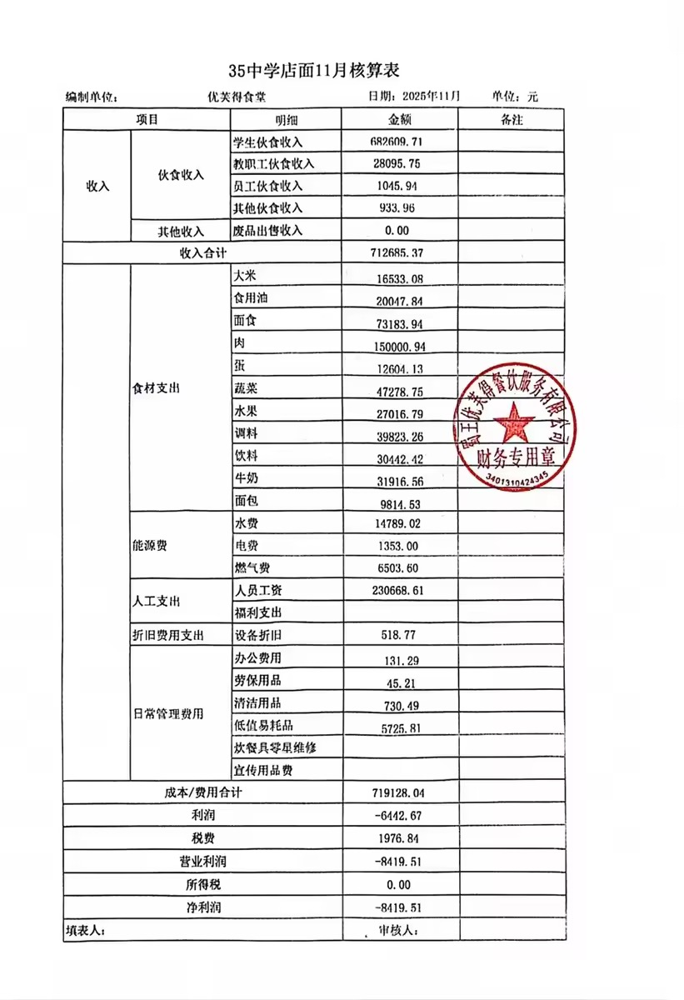 35中学店面11月核算表
编制单位： 优芙得食堂 日期：2025年11月 单位：元
项目 明细 金额 备注
收入 伙食收入 学生伙食收入 682609.71
教职工伙食收入 28095.75
员工伙食收入 1045.94
其他伙食收入 933.96
其他收入 废品出售收入 0.00
收入合计 712685.37
食材支出 大米 16533.08
食用油 20047.84
面食 73183.94
肉 150000.94
蛋 12604.13
蔬菜 47278.75
水果 27016.79
调料 39823.26
饮料 30442.42
牛奶 31916.56
面包 9814.53
能源费 水费 14789.02
电费 1353.00
燃气费 6503.60
人工支出 人员工资 230668.61
福利支出
折旧费用支出 设备折旧 518.77
日常管理费用 办公费用 131.29
劳保用品 45.21
清洁用品 730.49
低值易耗品 5725.81
炊餐具零星维修
宣传用品费
成本/费用合计 719128.04
利润 -6442.67
税费 1976.84
营业利润 -8419.51
所得税 0.00
净利润 -8419.51
填表人： 审核人：
蜀王优芙得餐饮服务有限公司
财务专用章
3401310424345